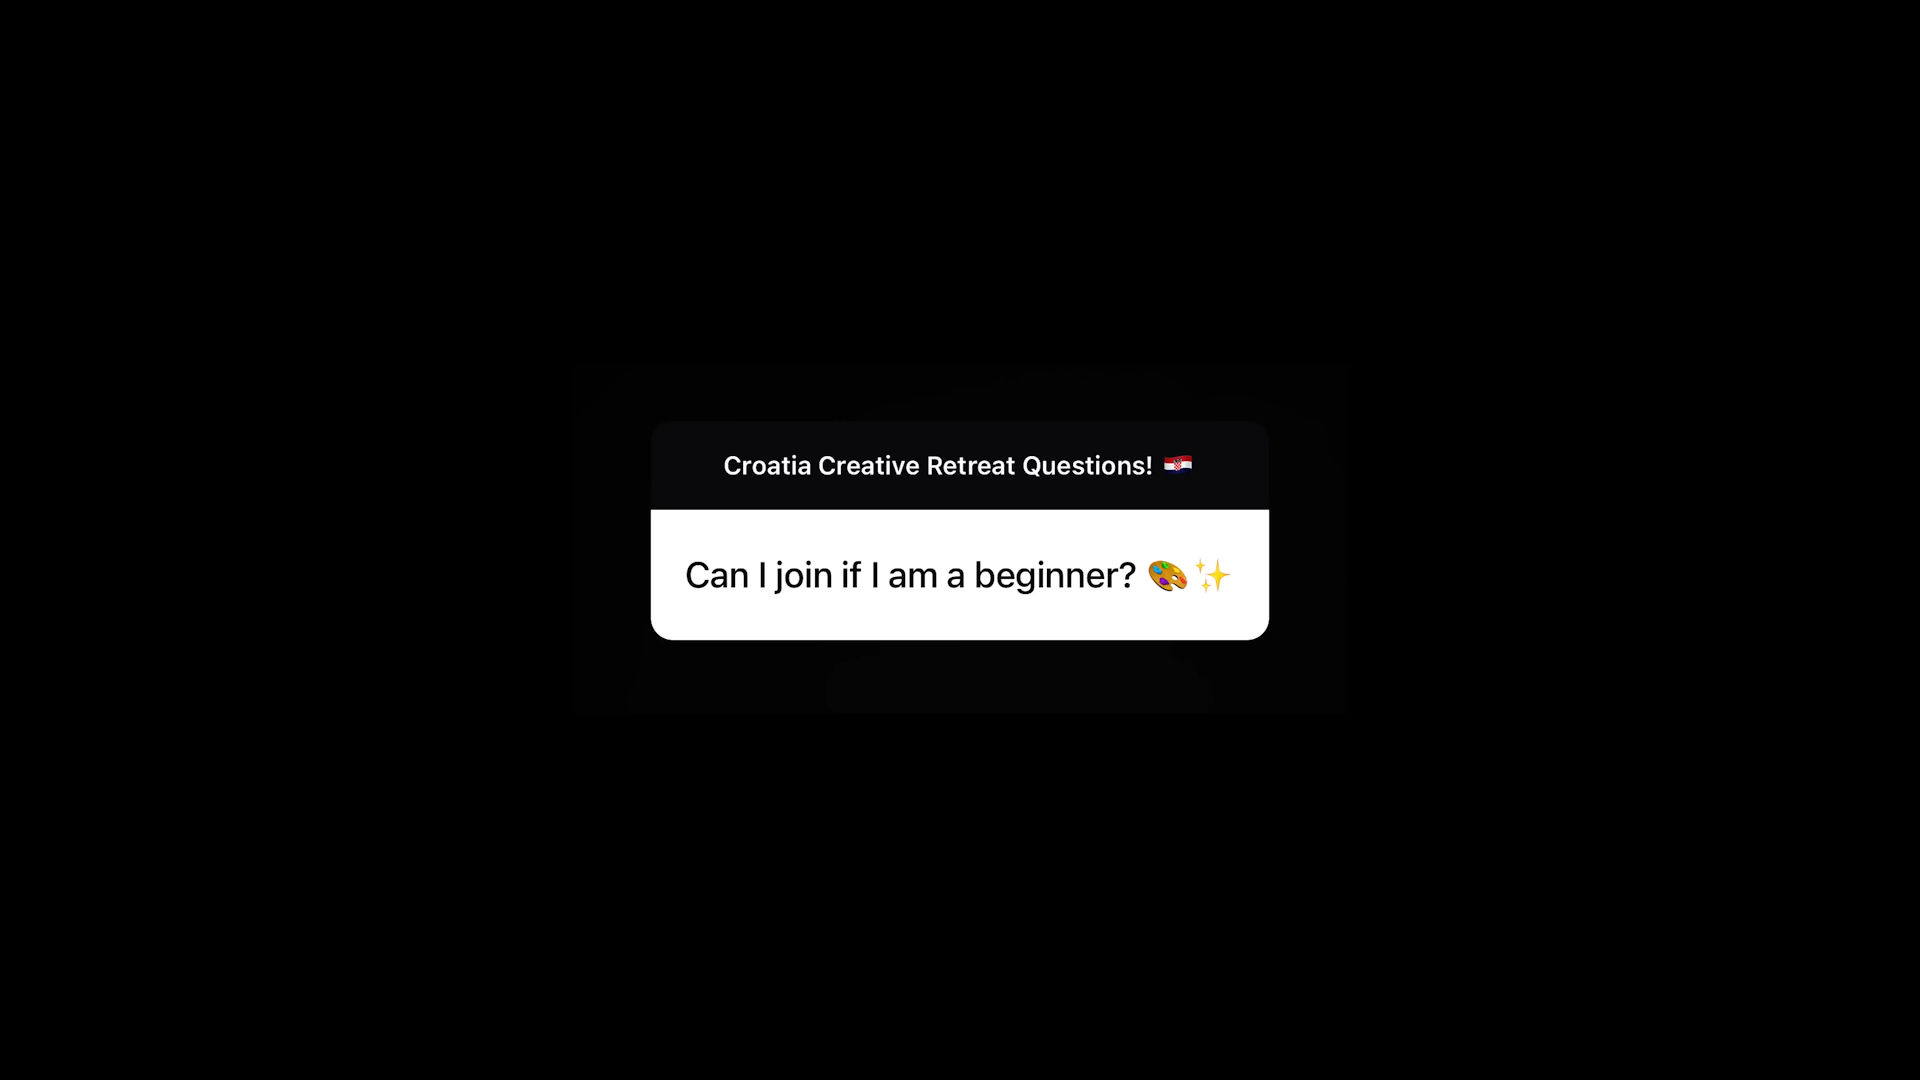 Croatia Creative Retreat Questions! 🇭🇷
Can I join if I am a beginner? 🎨✨